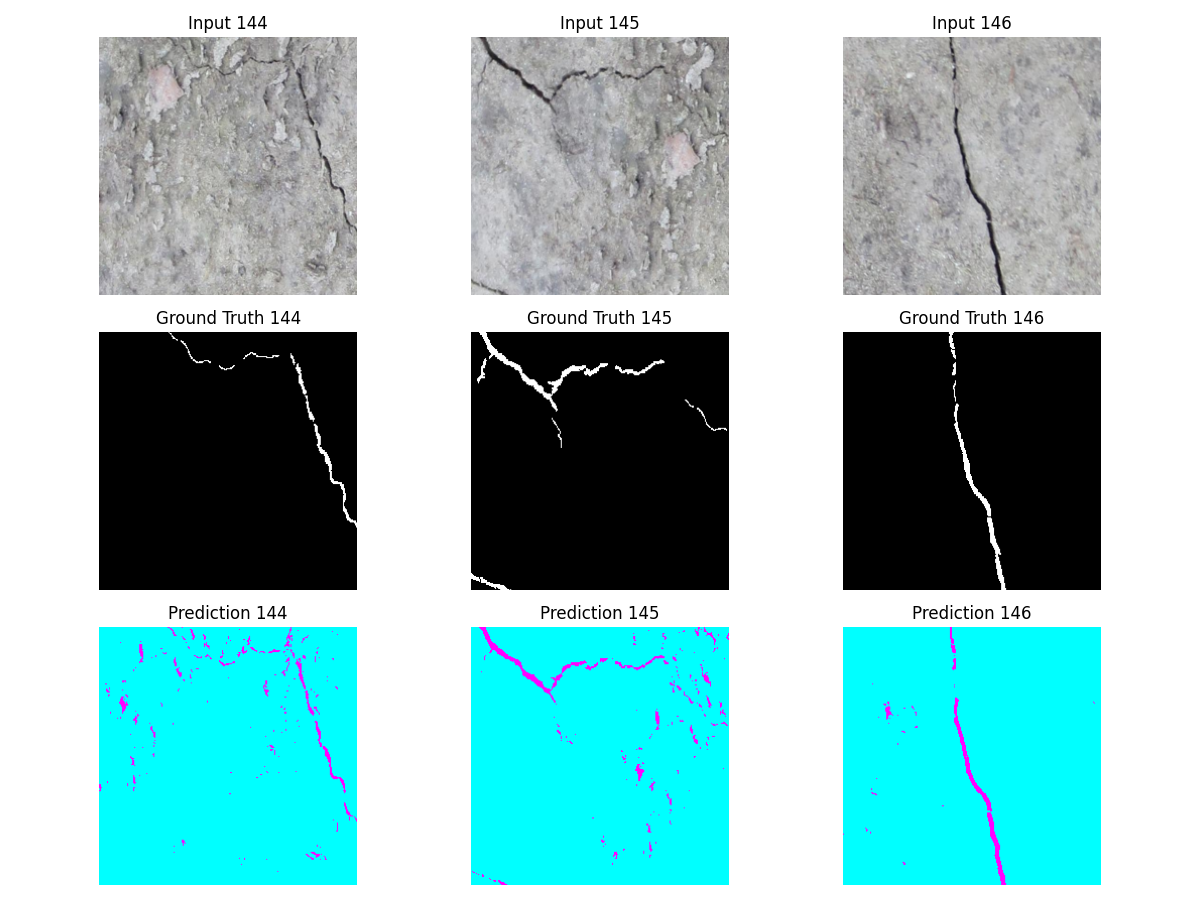 Input 144
Input 145
Input 146
Ground Truth 144
Ground Truth 145
Ground Truth 146
Prediction 144
Prediction 145
Prediction 146